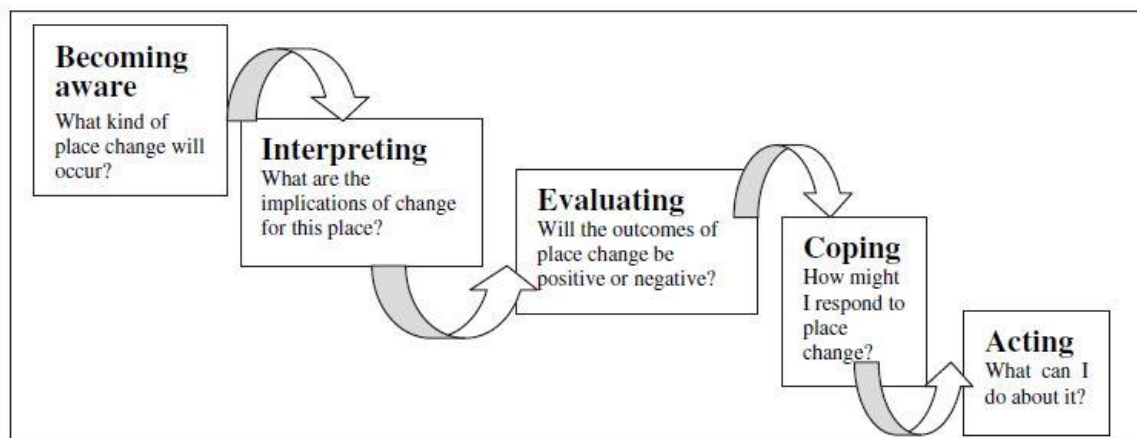 Becoming
aware
What kind of
place change will
occur?
Interpreting
What are the
implications of change
for this place?
Evaluating
Will the outcomes of
place change be
positive or negative?
Coping
How might
I respond to
place
change?
Acting
What can I
do about it?